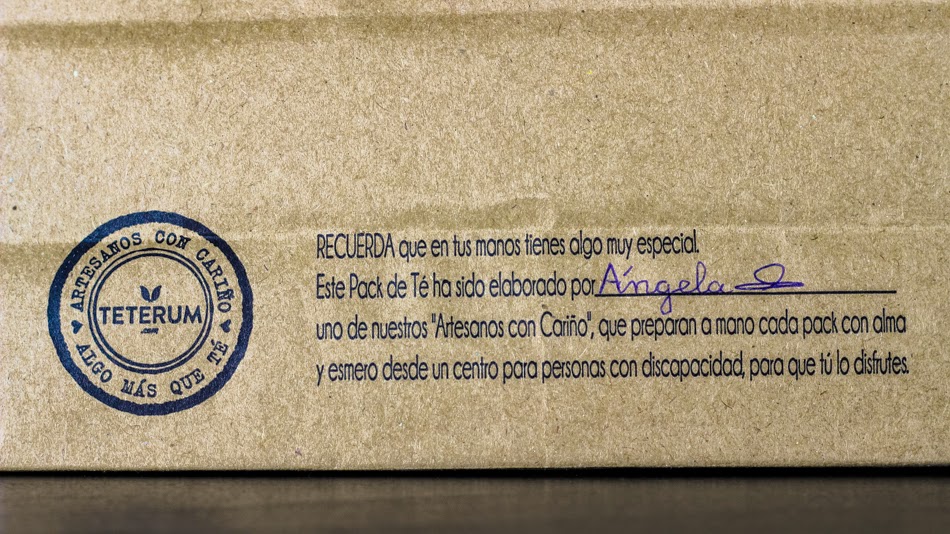 ARTESANOS CON CARIÑO
TETERUM
.com
ALGO MÁS QUE TÉ
RECUERDA que en tus manos tienes algo muy especial.
Este Pack de Té ha sido elaborado por Ángela
uno de nuestros "Artesanos con Cariño", que preparan a mano cada pack con alma
y esmero desde un centro para personas con discapacidad, para que tú lo disfrutes.